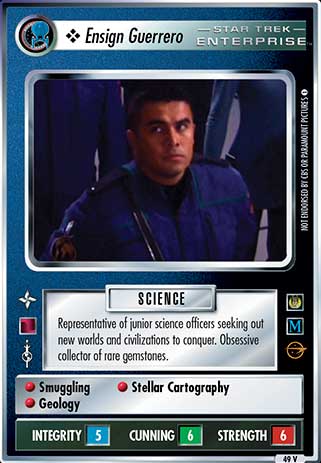 ❖ Ensign Guerrero
STAR TREK
ENTERPRISE™
NOT ENDORSED BY CBS OR PARAMOUNT PICTURES
SCIENCE
Representative of junior science officers seeking out
new worlds and civilizations to conquer. Obsessive
collector of rare gemstones.
M
Smuggling
Stellar Cartography
Geology
INTEGRITY 5 CUNNING 6 STRENGTH 6
49 V